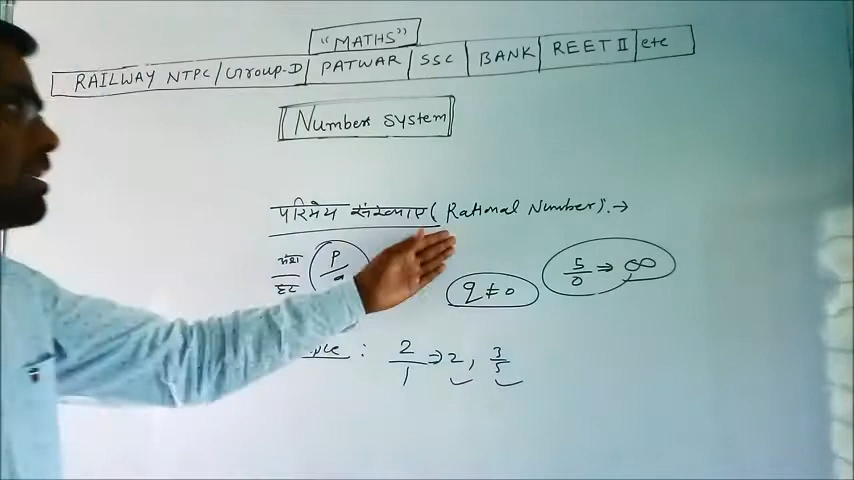 "MATHS"
RAILWAY NTPC/Group-D PATWAR SSC BANK REET II etc
Number system
परिमेय संख्याए (Rational Number) :→
अंश P 5/0 ⇒ ∞
हर q q ≠ 0
: 2/1 ⇒ 2, 3/5